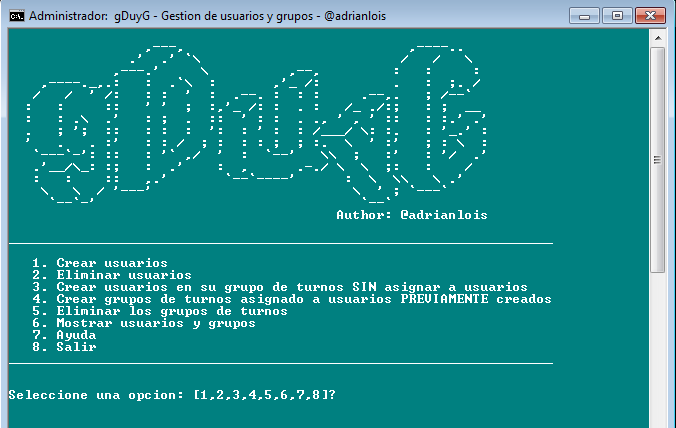 Administrador: gDuyG - Gestion de usuarios y grupos - @adrianlois
gDuyG
Author: @adrianlois
1. Crear usuarios
2. Eliminar usuarios
3. Crear usuarios en su grupo de turnos SIN asignar a usuarios
4. Crear grupos de turnos asignado a usuarios PREVIAMENTE creados
5. Eliminar los grupos de turnos
6. Mostrar usuarios y grupos
7. Ayuda
8. Salir
Seleccione una opcion: [1,2,3,4,5,6,7,8]?